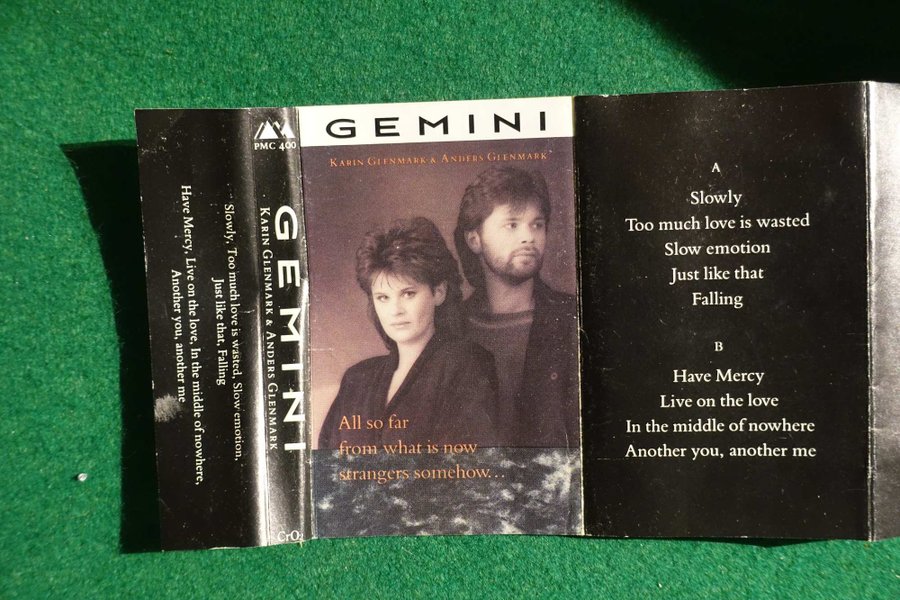 PMC 400
GEMINI
KARIN GLENMARK & ANDERS GLENMARK
Slowly, Too much love is wasted, Slow emotion,
Just like that, Falling
Have Mercy, Live on the love, In the middle of nowhere,
Another you, another me
CrO
GEMINI
KARIN GLENMARK & ANDERS GLENMARK
All so far
from what is now
strangers somehow...
A
Slowly
Too much love is wasted
Slow emotion
Just like that
Falling
B
Have Mercy
Live on the love
In the middle of nowhere
Another you, another me